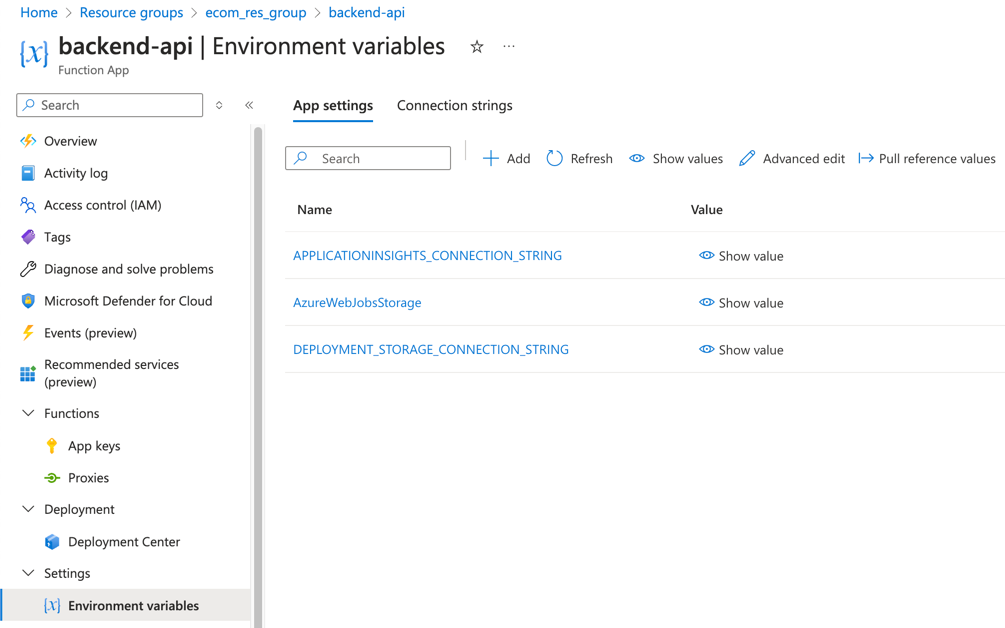 Home > Resource groups > ecom_res_group > backend-api
backend-api | Environment variables
Function App
Search
App settings Connection strings
Search Add Refresh Show values Advanced edit Pull reference values
Name Value
APPLICATIONINSIGHTS_CONNECTION_STRING Show value
AzureWebJobsStorage Show value
DEPLOYMENT_STORAGE_CONNECTION_STRING Show value
Overview
Activity log
Access control (IAM)
Tags
Diagnose and solve problems
Microsoft Defender for Cloud
Events (preview)
Recommended services
(preview)
Functions
App keys
Proxies
Deployment
Deployment Center
Settings
Environment variables